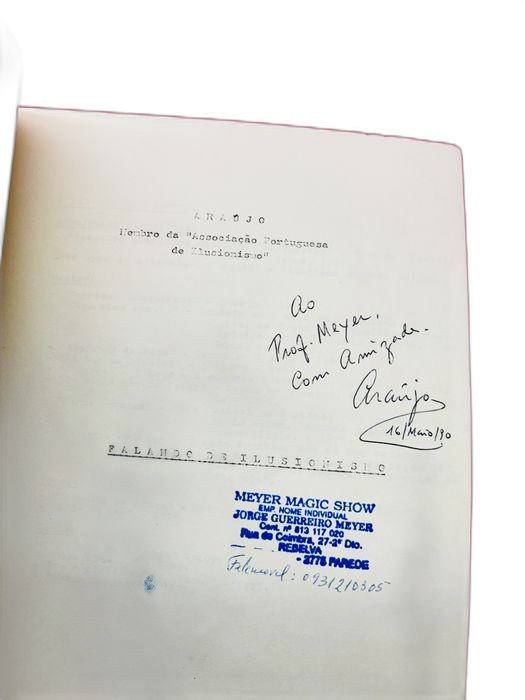 ARAÚJO
Membro da "Associação Portuguesa
de Ilusionismo"
Ao
Prof. Meyer,
Com Amizade.
Araújo
16/Maio/90
FALANDO DE ILUSIONISMO
MEYER MAGIC SHOW
EMP. NOME INDIVIDUAL
JORGE GUERREIRO MEYER
Cont. nº 813 117 020
Rua de Coimbra, 27-2º Dto.
REBELVA
- 2775 PAREDE
Telemovel: 0931210305